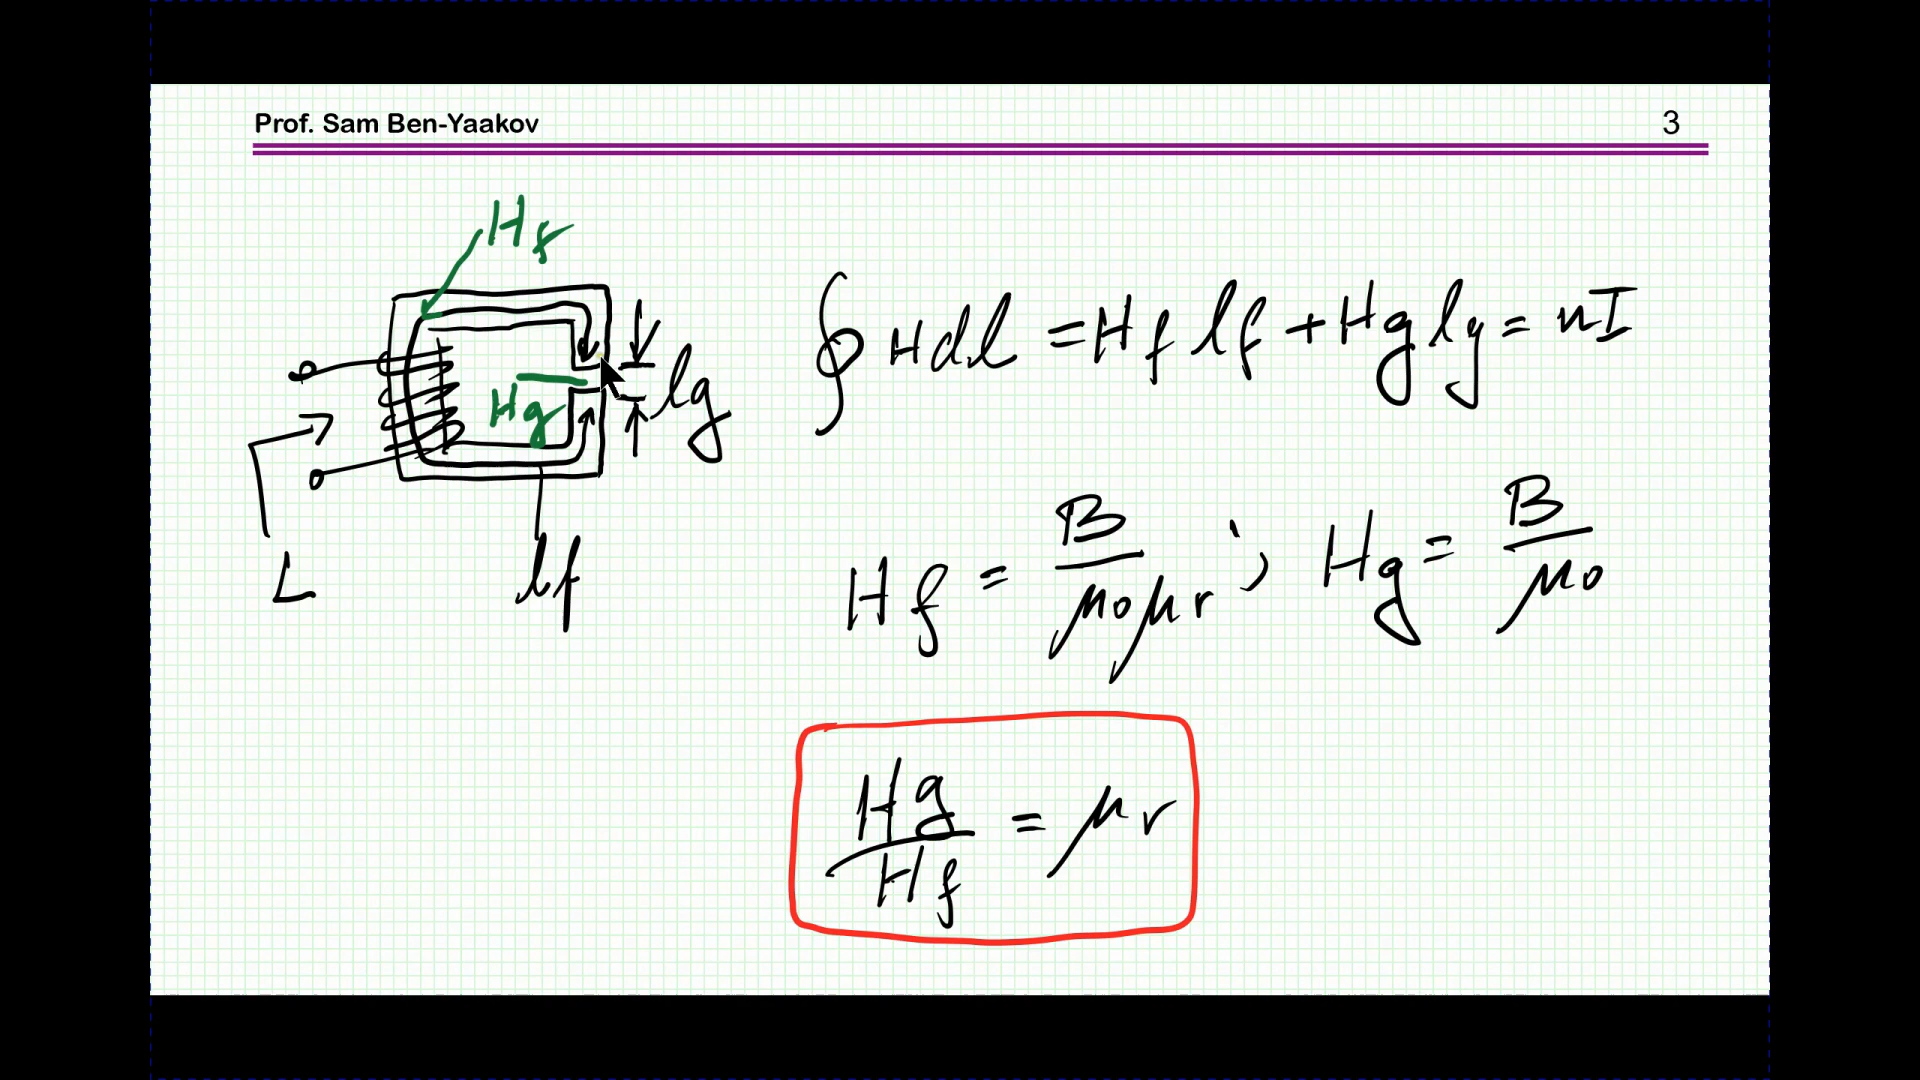 Prof. Sam Ben-Yaakov 3
Hf
∮Hdl = Hf lf + Hg lg = nI
Hg
lg
L
lf
Hf = B/μoμr ; Hg = B/μo
Hg/Hf = μr